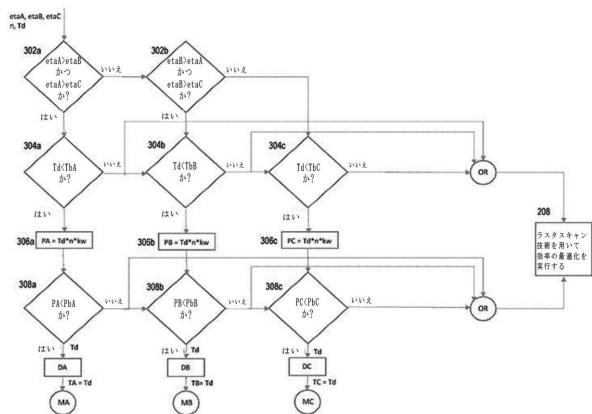 etaA, etaB, etaC
n, Td
302a
etaA>etaB
かつ
etaA>etaC
か?
いいえ
はい
302b
etaB>etaA
かつ
etaB>etaC
か?
いいえ
はい
304a
Td<TbA
か?
いいえ
はい
304b
Td<TbB
か?
いいえ
はい
304c
Td<TbC
か?
いいえ
はい
OR
306a
PA = Td*n*kw
306b
PB = Td*n*kw
306c
PC = Td*n*kw
208
ラスタスキャン
技術を用いて
効率の最適化を
実行する
308a
PA<PbA
か?
いいえ
はい
Td
308b
PB<PbB
か?
いいえ
はい
Td
308c
PC<PbC
か?
いいえ
はい
Td
OR
DA
TA = Td
MA
DB
TB= Td
MB
DC
TC = Td
MC